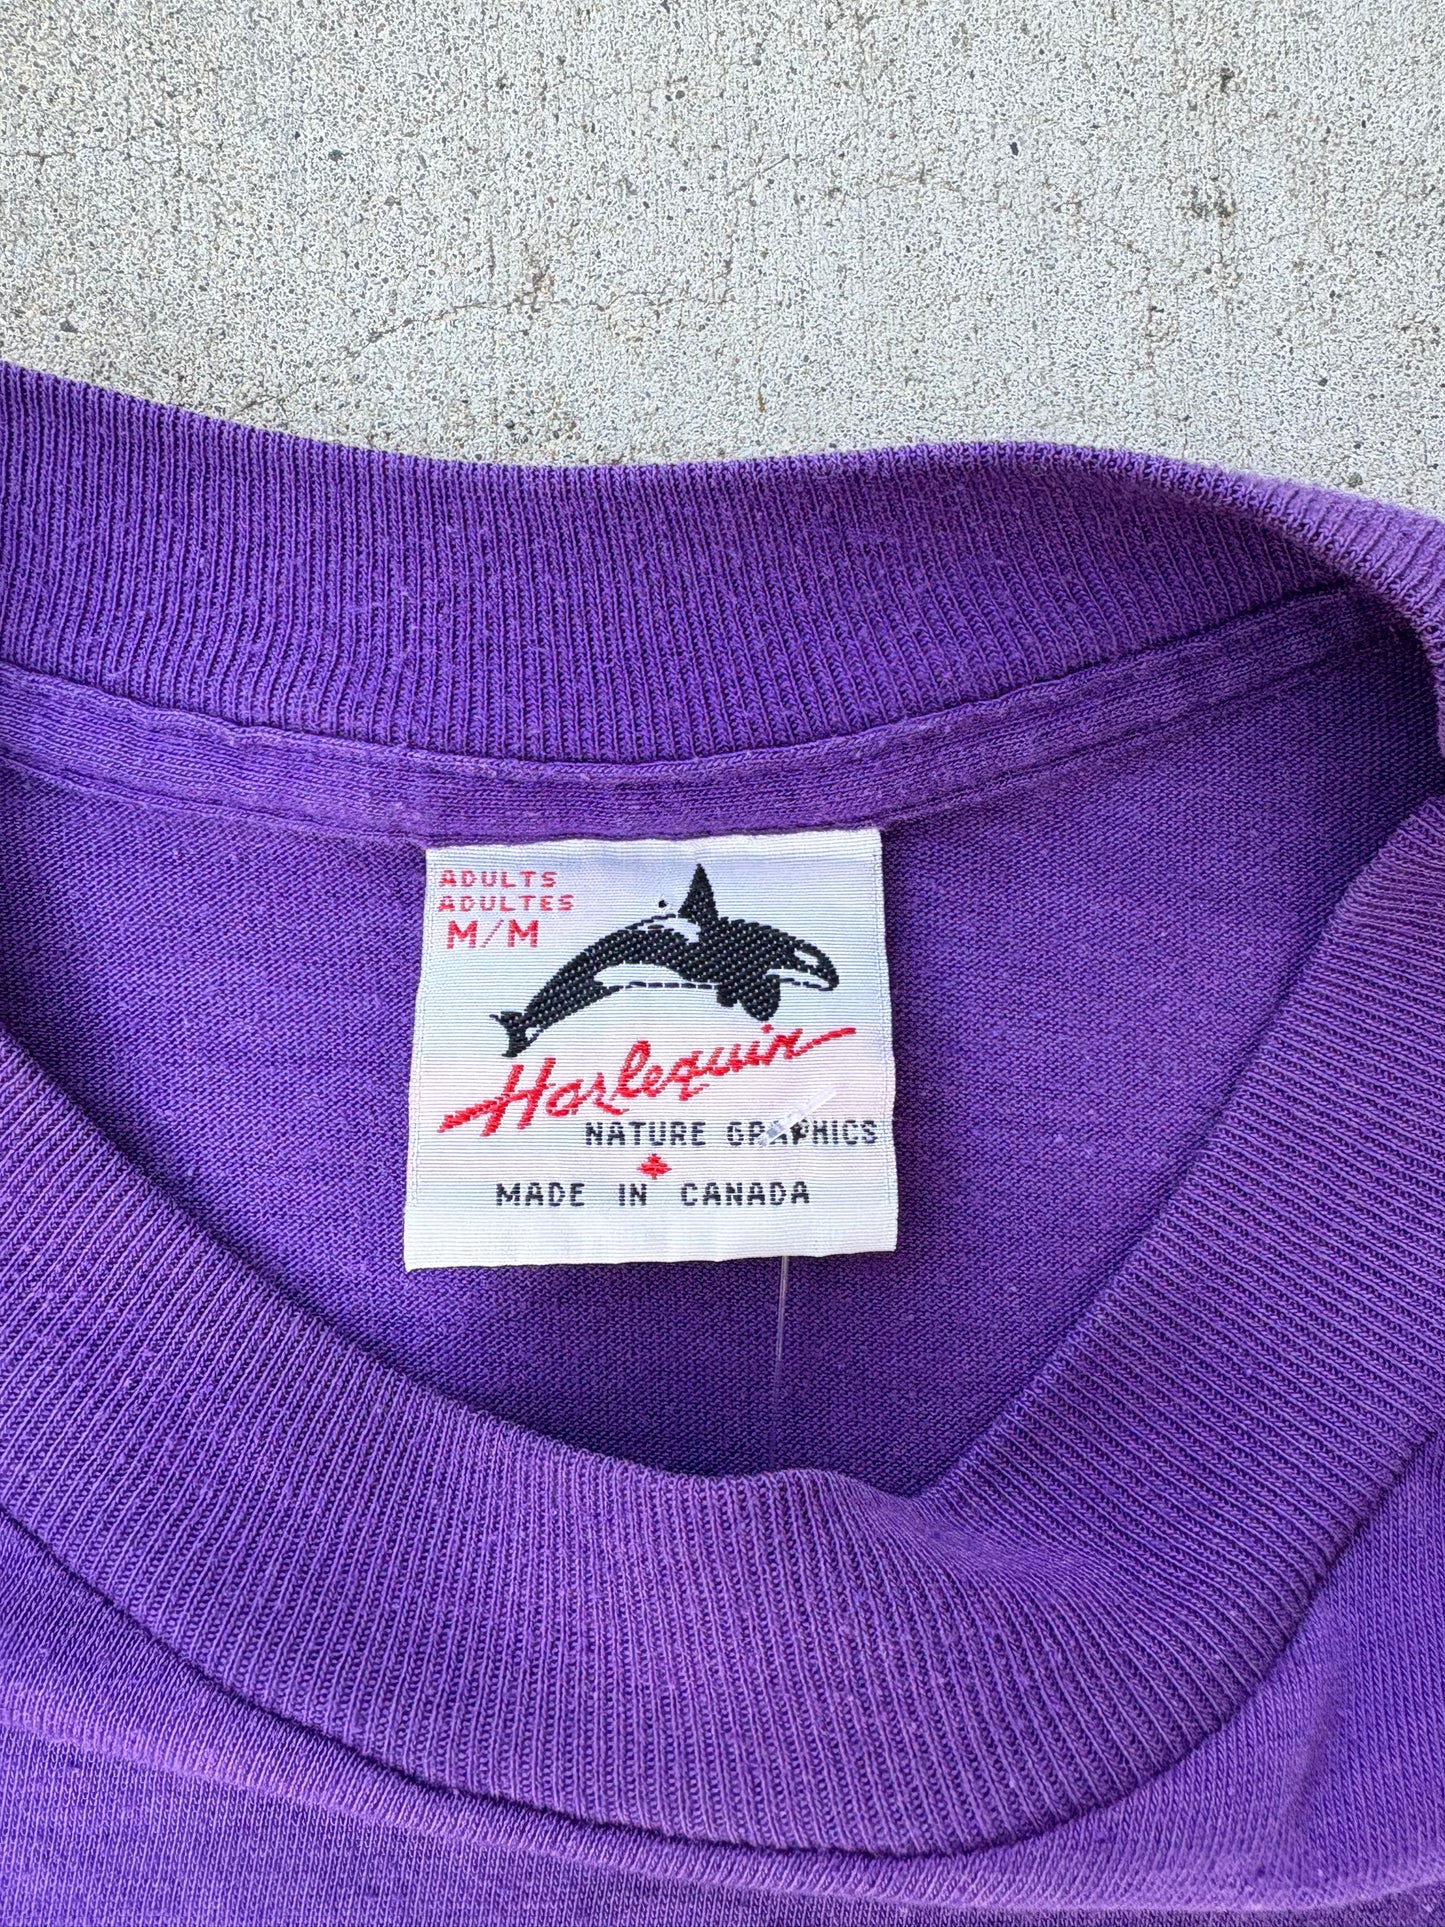 ADULTS
ADULTES
M/M
Harlequin
NATURE GRAPHICS
MADE IN CANADA